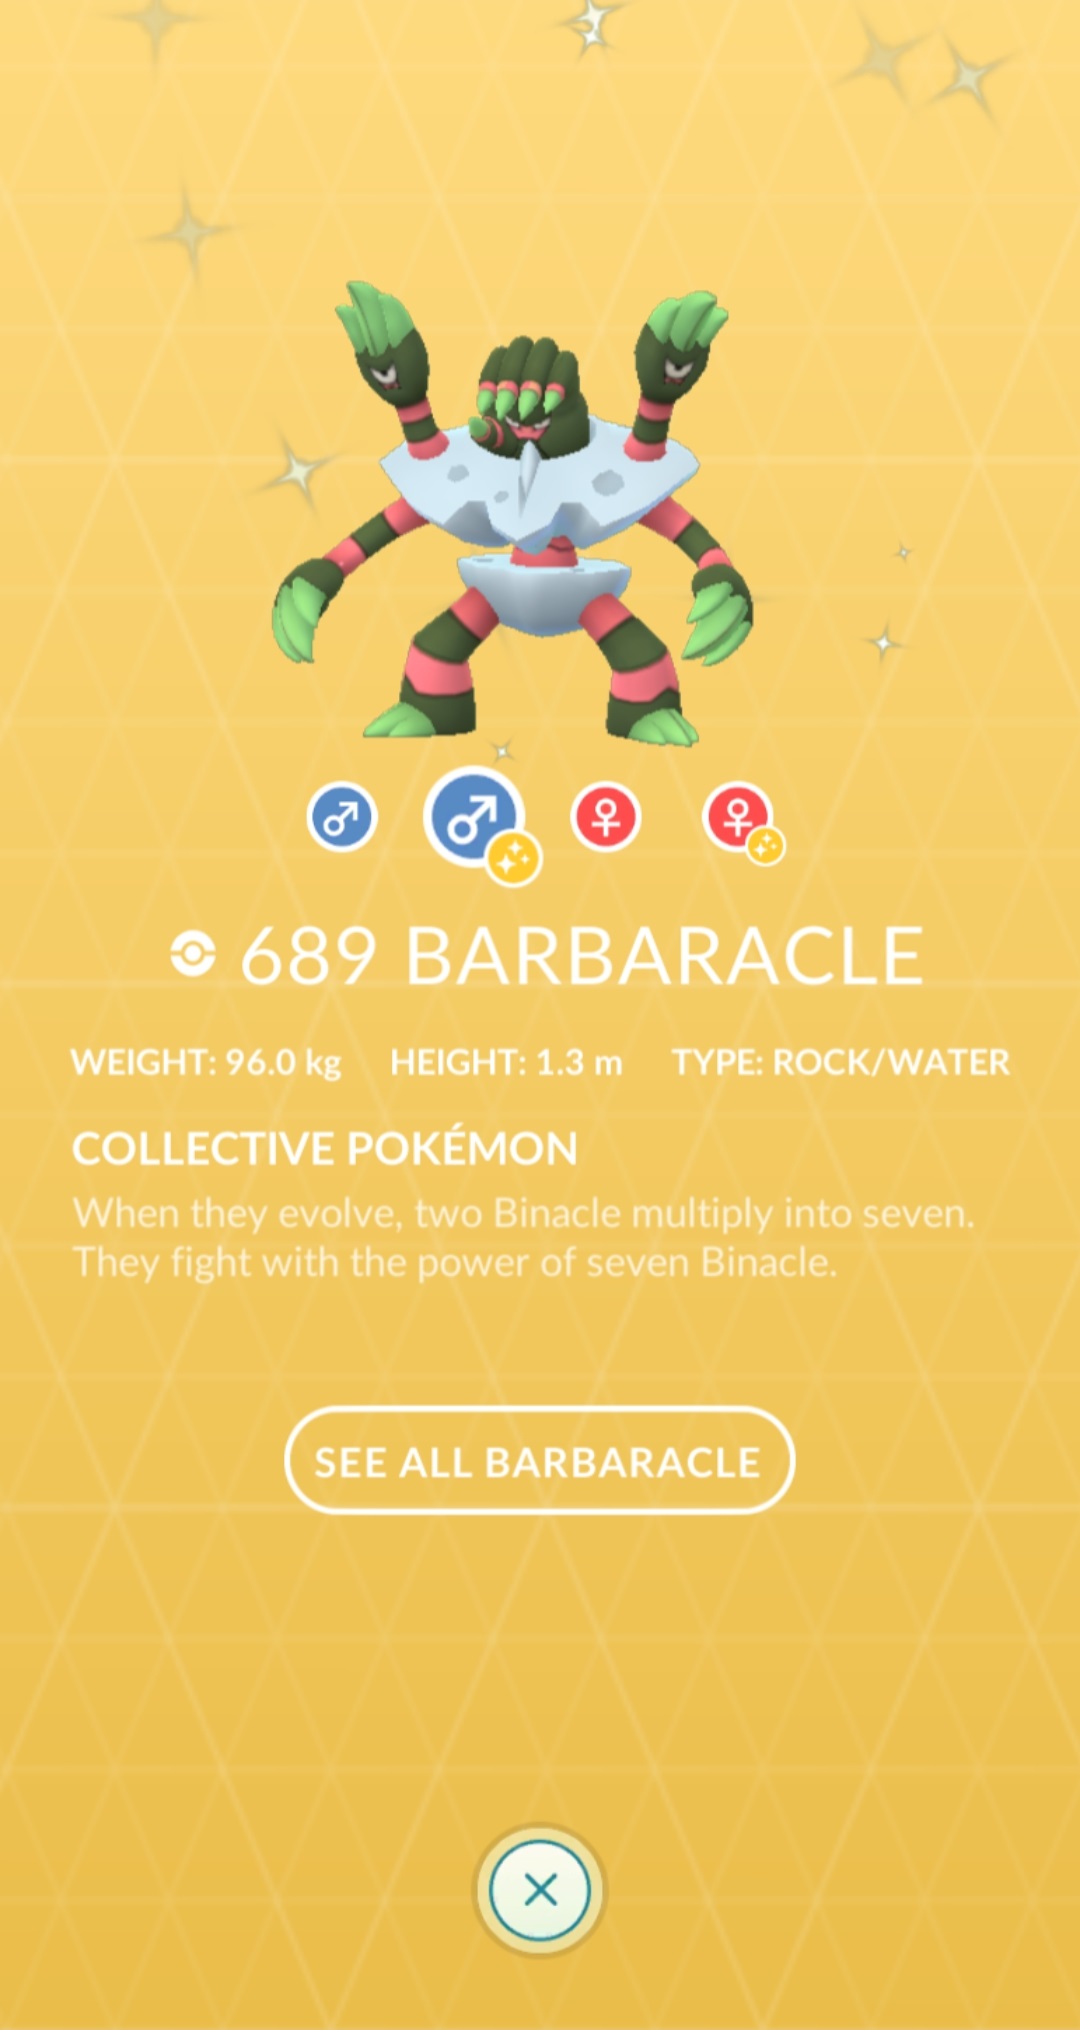 689 BARBARACLE
WEIGHT: 96.0 kg HEIGHT: 1.3 m TYPE: ROCK/WATER
COLLECTIVE POKÉMON
When they evolve, two Binacle multiply into seven.
They fight with the power of seven Binacle.
SEE ALL BARBARACLE